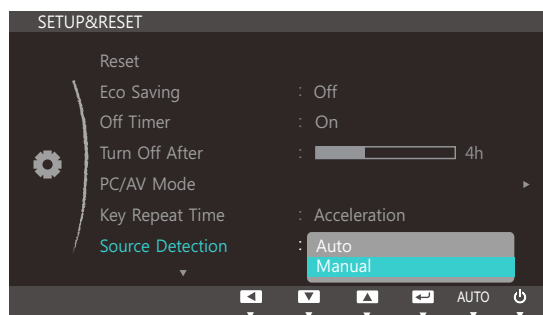 SETUP&RESET
Reset
Eco Saving : Off
Off Timer : On
Turn Off After : 4h
PC/AV Mode
Key Repeat Time : Acceleration
Source Detection : Auto
Manual
AUTO